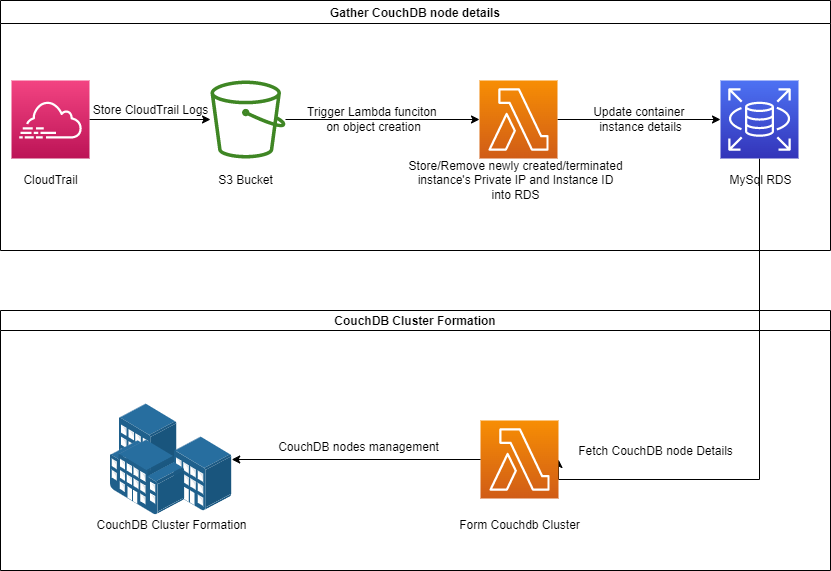 Gather CouchDB node details
Store CloudTrail Logs
Trigger Lambda funciton
on object creation
Update container
instance details
CloudTrail
S3 Bucket
Store/Remove newly created/terminated
instance's Private IP and Instance ID
into RDS
MySql RDS
CouchDB Cluster Formation
CouchDB nodes management
Fetch CouchDB node Details
CouchDB Cluster Formation
Form Couchdb Cluster